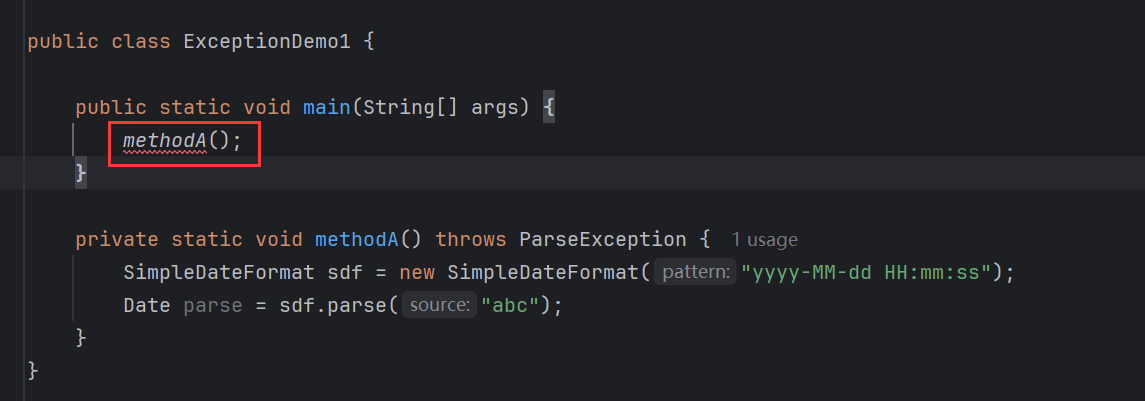 public class ExceptionDemo1 {
public static void main(String[] args) {
methodA();
}
private static void methodA() throws ParseException { 1 usage
SimpleDateFormat sdf = new SimpleDateFormat( pattern: "yyyy-MM-dd HH:mm:ss");
Date parse = sdf.parse( source: "abc");
}
}